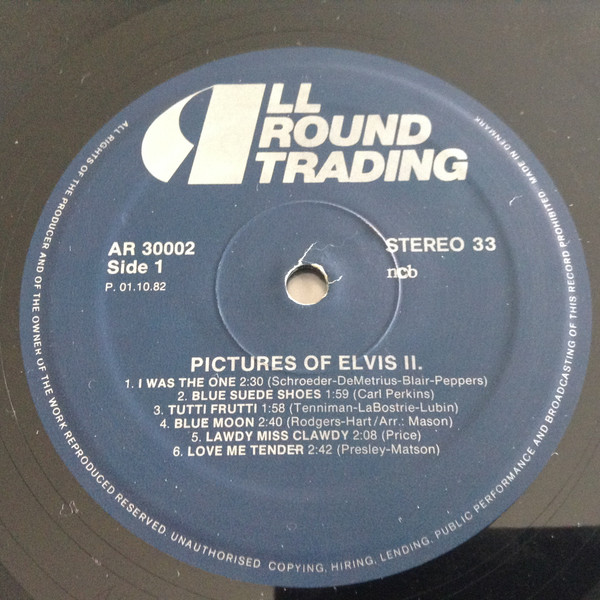 ALL
ROUND
TRADING
AR 30002
Side 1
P. 01.10.82
STEREO 33
ncb
PICTURES OF ELVIS II.
1. I WAS THE ONE 2:30 (Schroeder-DeMetrius-Blair-Peppers)
2. BLUE SUEDE SHOES 1:59 (Carl Perkins)
3. TUTTI FRUTTI 1:58 (Tenniman-LaBostrie-Lubin)
4. BLUE MOON 2:40 (Rodgers-Hart/Arr.: Mason)
5. LAWDY MISS CLAWDY 2:08 (Price)
6. LOVE ME TENDER 2:42 (Presley-Matson)
ALL RIGHTS OF THE PRODUCER AND OF THE OWNER OF THE WORK REPRODUCED RESERVED. UNAUTHORISED COPYING, HIRING, LENDING, PUBLIC PERFORMANCE AND BROADCASTING OF THIS RECORD PROHIBITED. MADE IN DENMARK